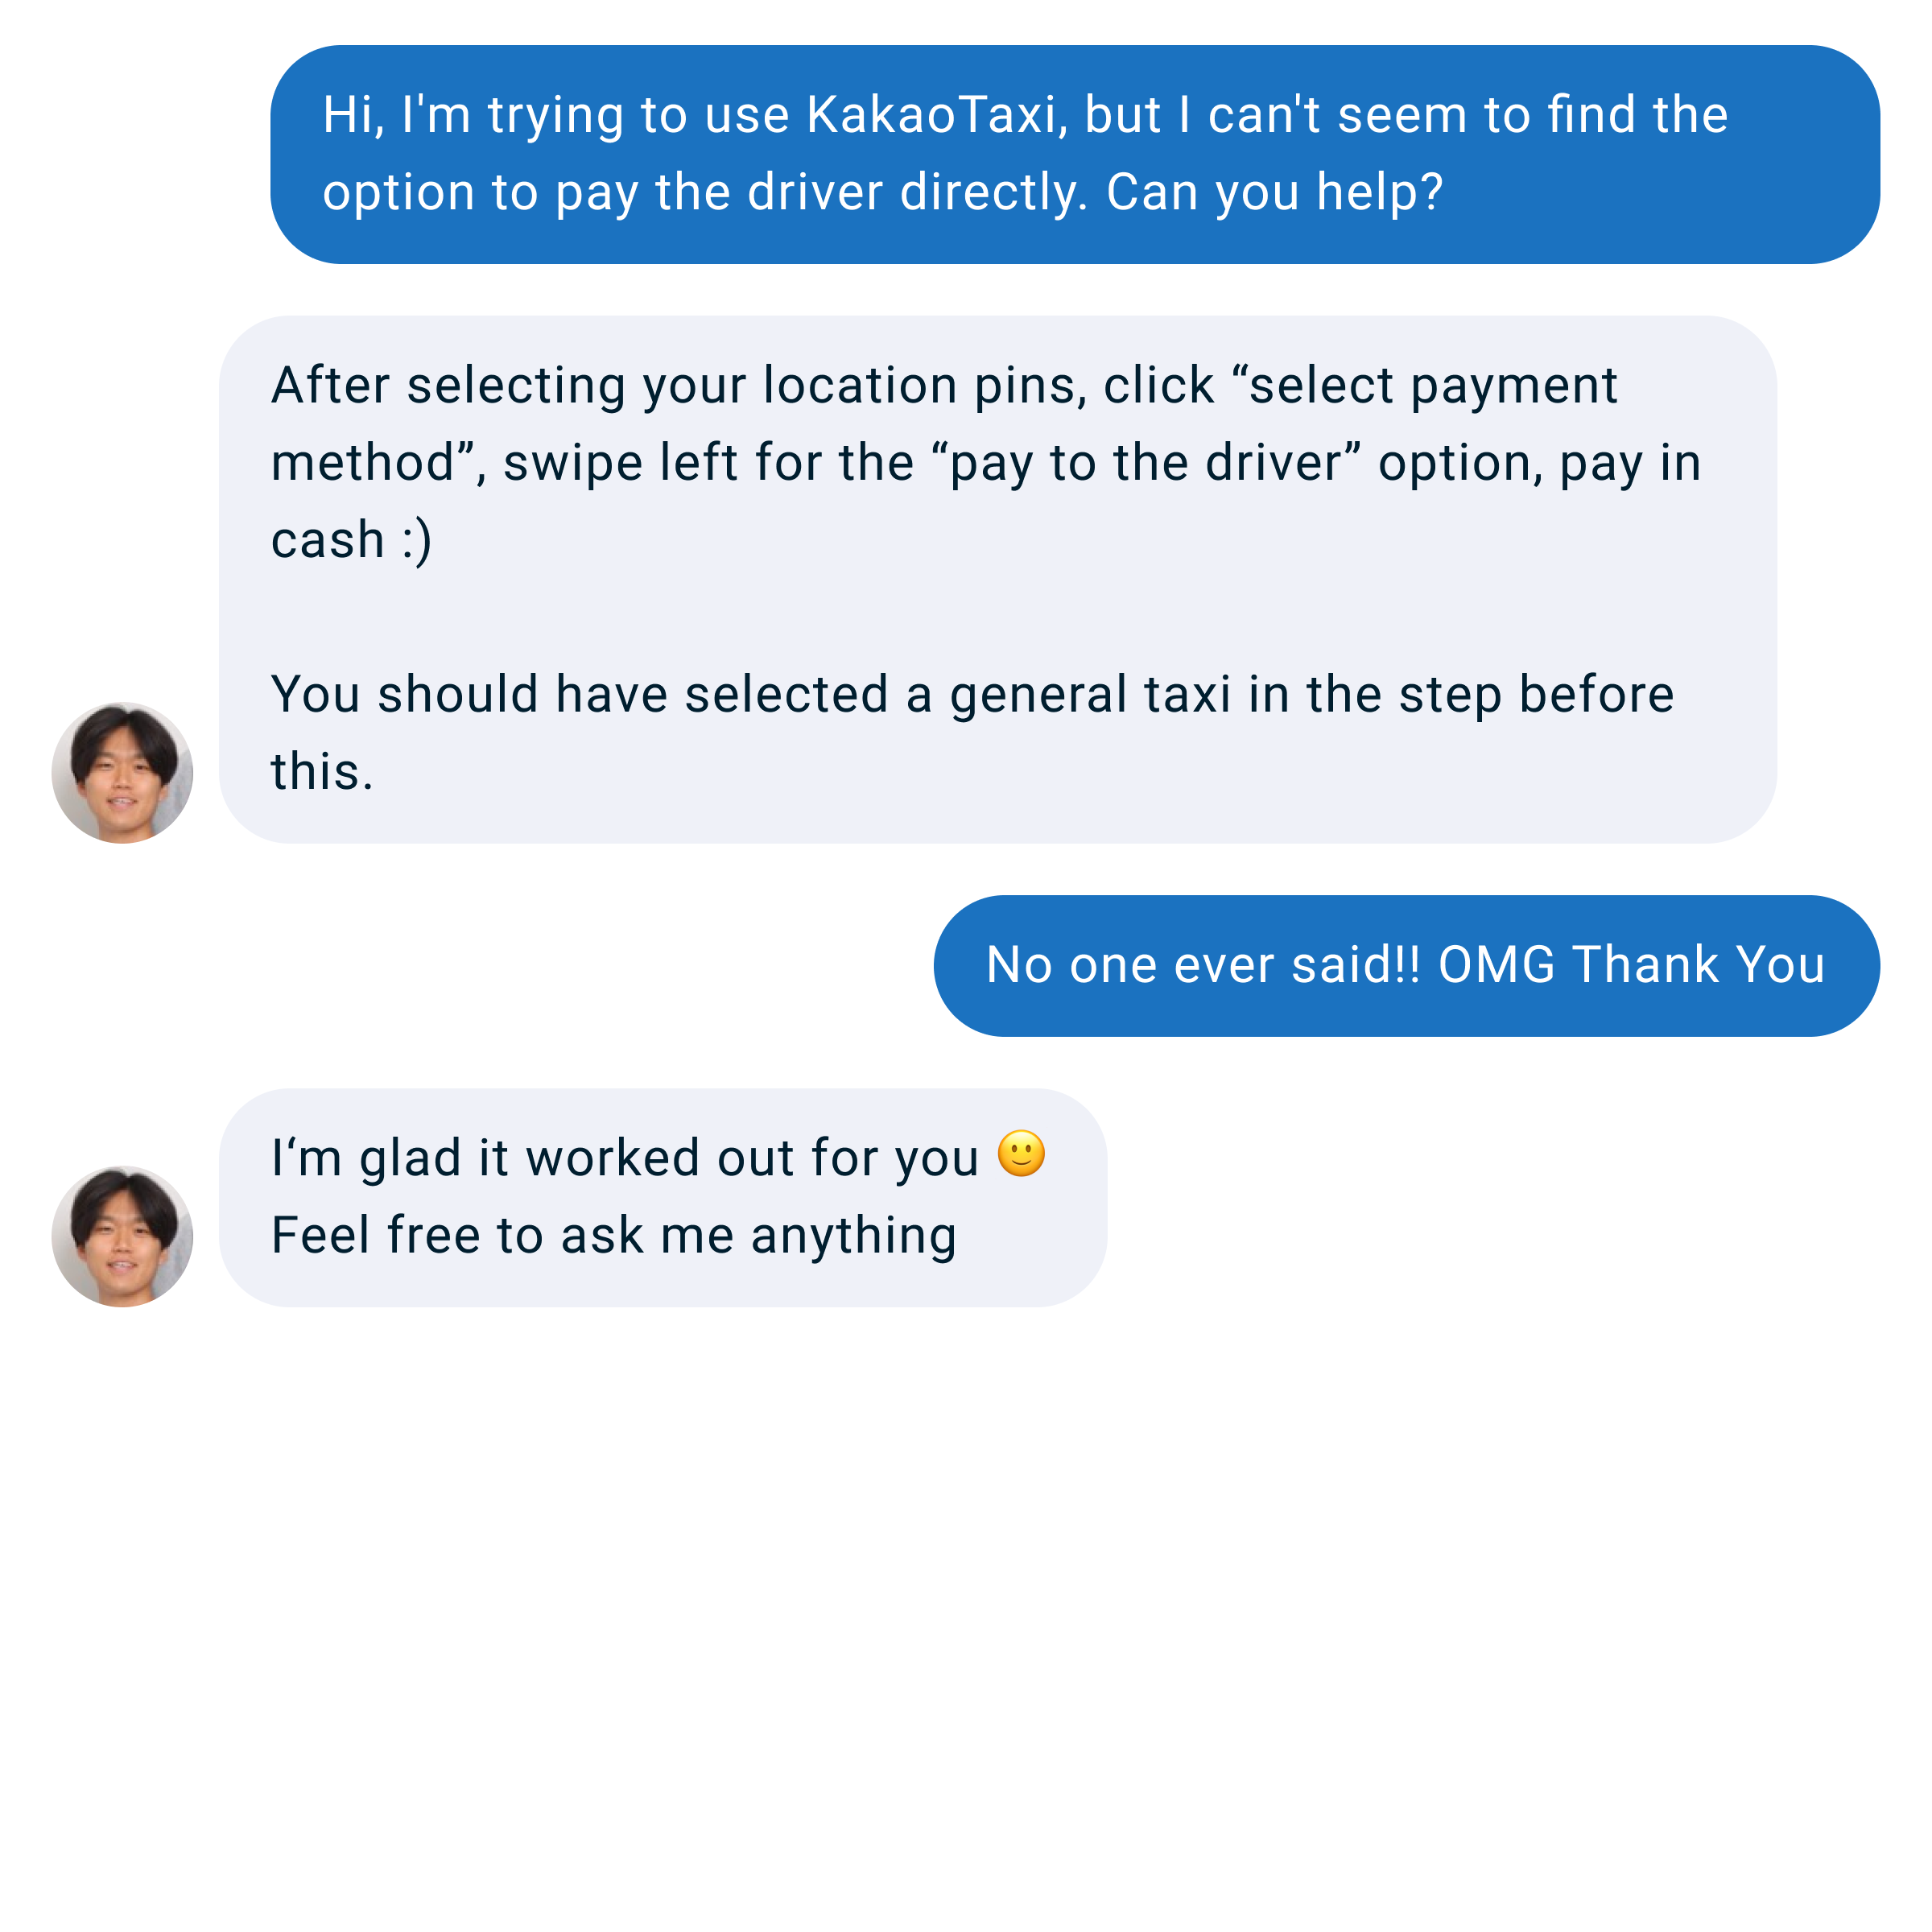 Hi, I'm trying to use KakaoTaxi, but I can't seem to find the
option to pay the driver directly. Can you help?
After selecting your location pins, click “select payment
method”, swipe left for the “pay to the driver” option, pay in
cash :)
You should have selected a general taxi in the step before
this.
No one ever said!! OMG Thank You
I‘m glad it worked out for you 🙂
Feel free to ask me anything